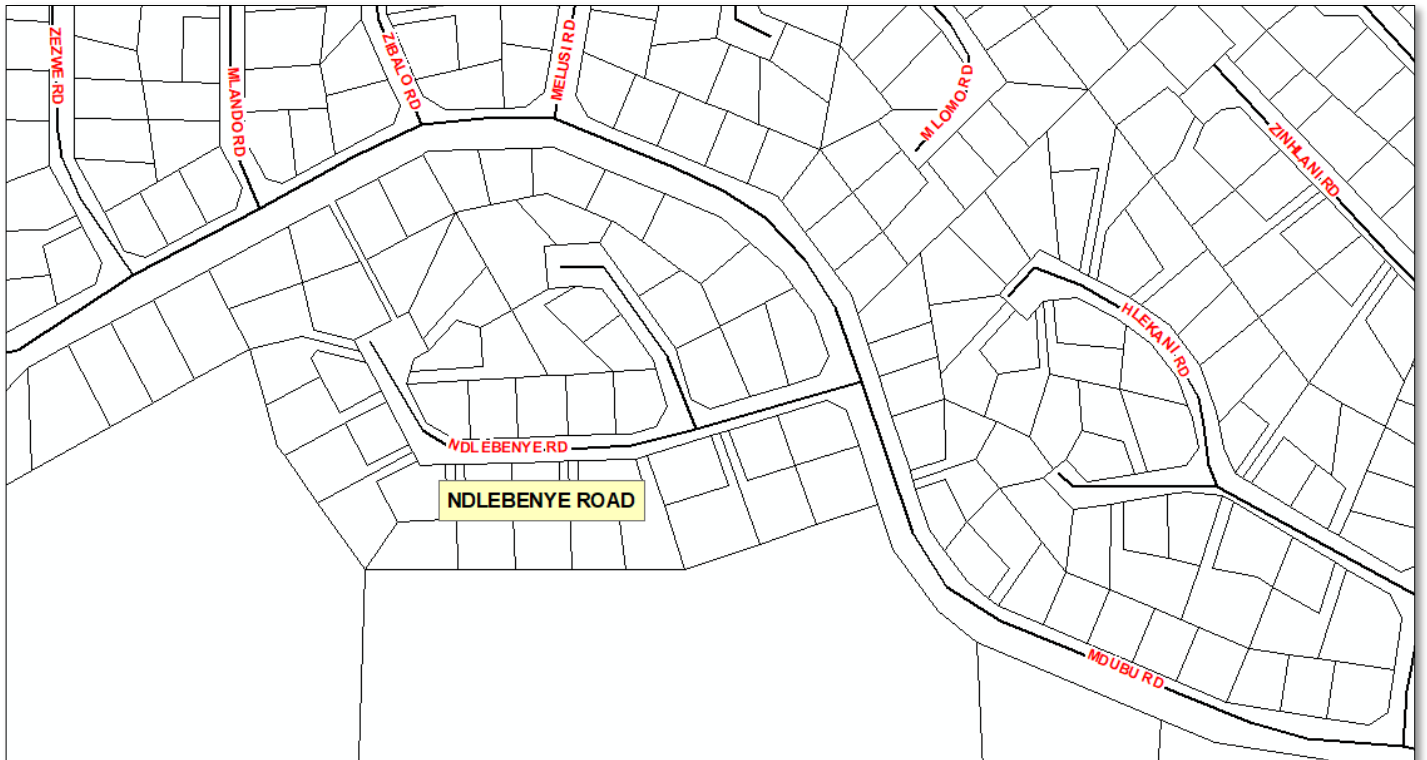 ZEZWE RD
MLANDO RD
ZIBALO RD
MELUSI RD
MLOMO RD
ZINHLANI RD
HLEKANI RD
NDLEBENYE RD
NDLEBENYE ROAD
MDUBU RD